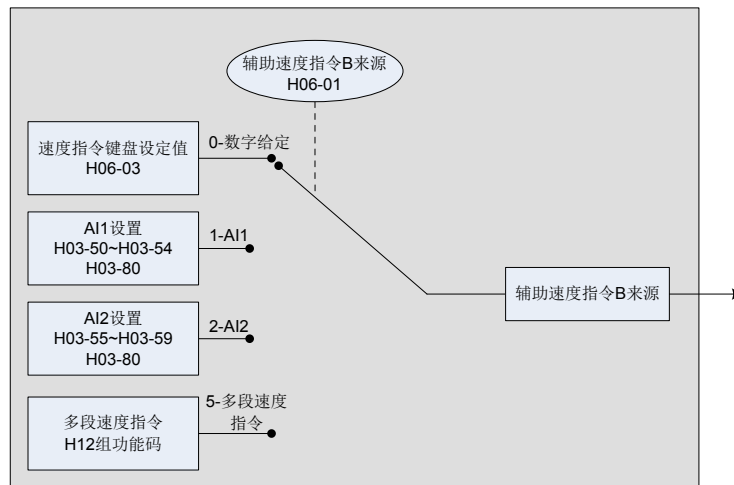 辅助速度指令B来源
H06-01
速度指令键盘设定值
H06-03
0-数字给定
AI1设置
H03-50~H03-54
H03-80
1-AI1
辅助速度指令B来源
AI2设置
H03-55~H03-59
H03-80
2-AI2
多段速度指令
H12组功能码
5-多段速度
指令